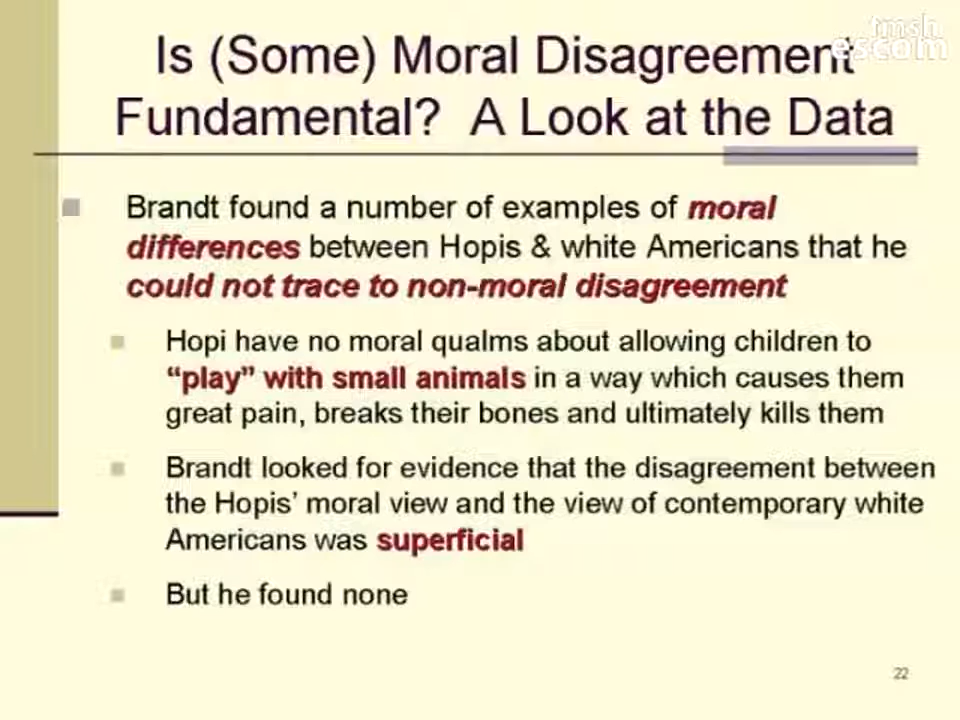 tmsh
escom
Is (Some) Moral Disagreement
Fundamental? A Look at the Data
Brandt found a number of examples of moral
differences between Hopis & white Americans that he
could not trace to non-moral disagreement
Hopi have no moral qualms about allowing children to
“play” with small animals in a way which causes them
great pain, breaks their bones and ultimately kills them
Brandt looked for evidence that the disagreement between
the Hopis’ moral view and the view of contemporary white
Americans was superficial
But he found none
22